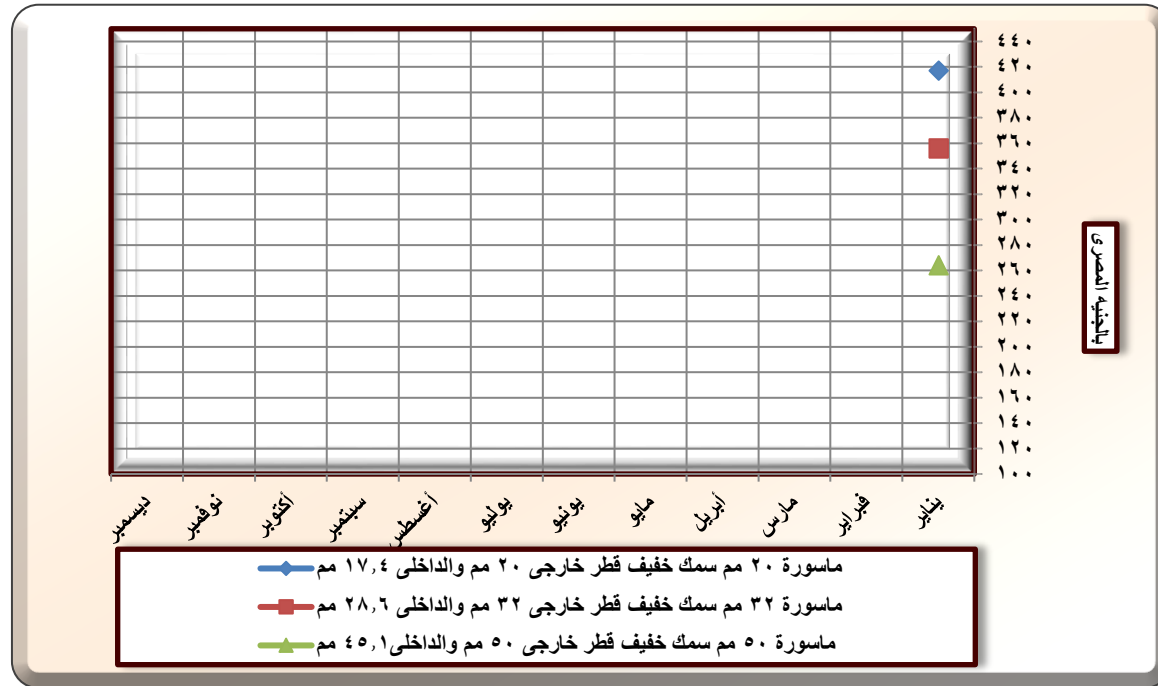 ٤٤٠
٤٢٠
٤٠٠
٣٨٠
٣٦٠
٣٤٠
٣٢٠
٣٠٠
٢٨٠
٢٦٠
٢٤٠
٢٢٠
٢٠٠
١٨٠
١٦٠
١٤٠
١٢٠
١٠٠
بالجنيه المصرى
يناير
فبراير
مارس
أبريل
مايو
يونيو
يوليو
أغسطس
سبتمبر
أكتوبر
نوفمبر
ديسمبر
ماسورة ٢٠ مم سمك خفيف قطر خارجى ٢٠ مم والداخلى ١٧,٤ مم
ماسورة ٣٢ مم سمك خفيف قطر خارجى ٣٢ مم والداخلى ٢٨,٦ مم
ماسورة ٥٠ مم سمك خفيف قطر خارجى ٥٠ مم والداخلى٤٥,١ مم